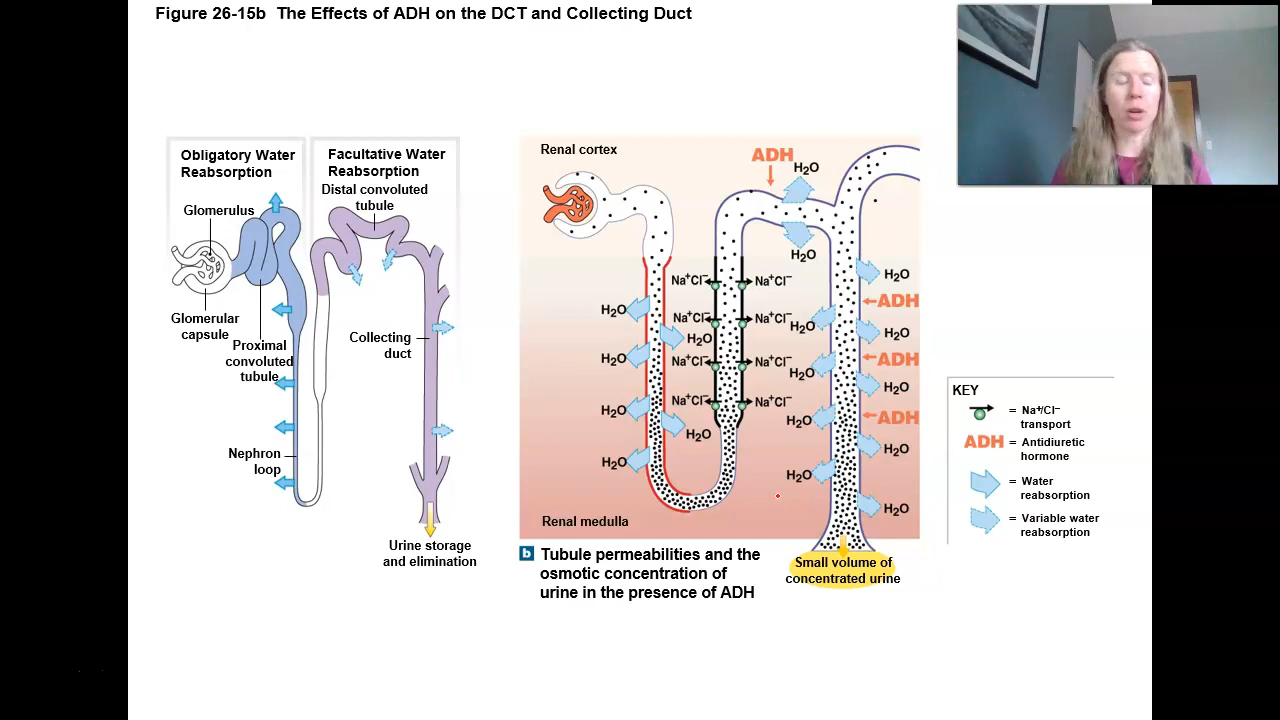 Figure 26-15b  The Effects of ADH on the DCT and Collecting Duct
Obligatory Water
Reabsorption
Facultative Water
Reabsorption
Distal convoluted
tubule
Glomerulus
Glomerular
capsule
Proximal
convoluted
tubule
Collecting
duct
Nephron
loop
Urine storage
and elimination
Renal cortex
ADH
H2O
H2O
Na+Cl–
Na+Cl–
H2O
Na+Cl–
Na+Cl–
H2O
H2O
Na+Cl–
Na+Cl–
H2O
Na+Cl–
Na+Cl–
H2O
H2O
H2O
H2O
H2O
H2O
H2O
H2O
ADH
H2O
ADH
H2O
ADH
H2O
H2O
Renal medulla
b Tubule permeabilities and the
osmotic concentration of
urine in the presence of ADH
Small volume of
concentrated urine
KEY
= Na+/Cl–
transport
ADH = Antidiuretic
hormone
= Water
reabsorption
= Variable water
reabsorption